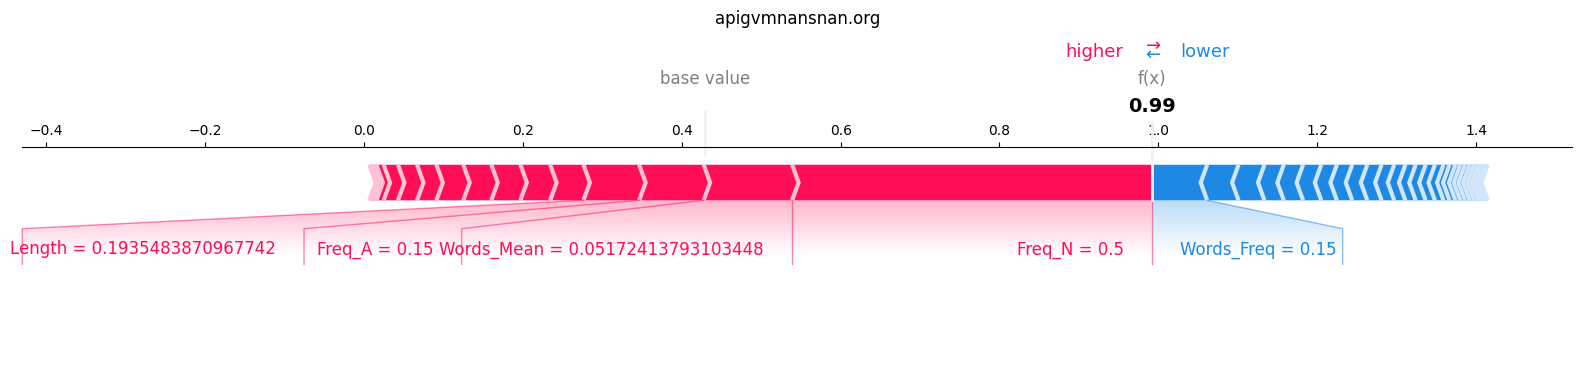 apigvmnansnan.org
higher ⇄ lower
base value f(x)
0.99
−0.4 −0.2 0.0 0.2 0.4 0.6 0.8 1.0 1.2 1.4
Length = 0.1935483870967742 Freq_A = 0.15 Words_Mean = 0.05172413793103448 Freq_N = 0.5 Words_Freq = 0.15